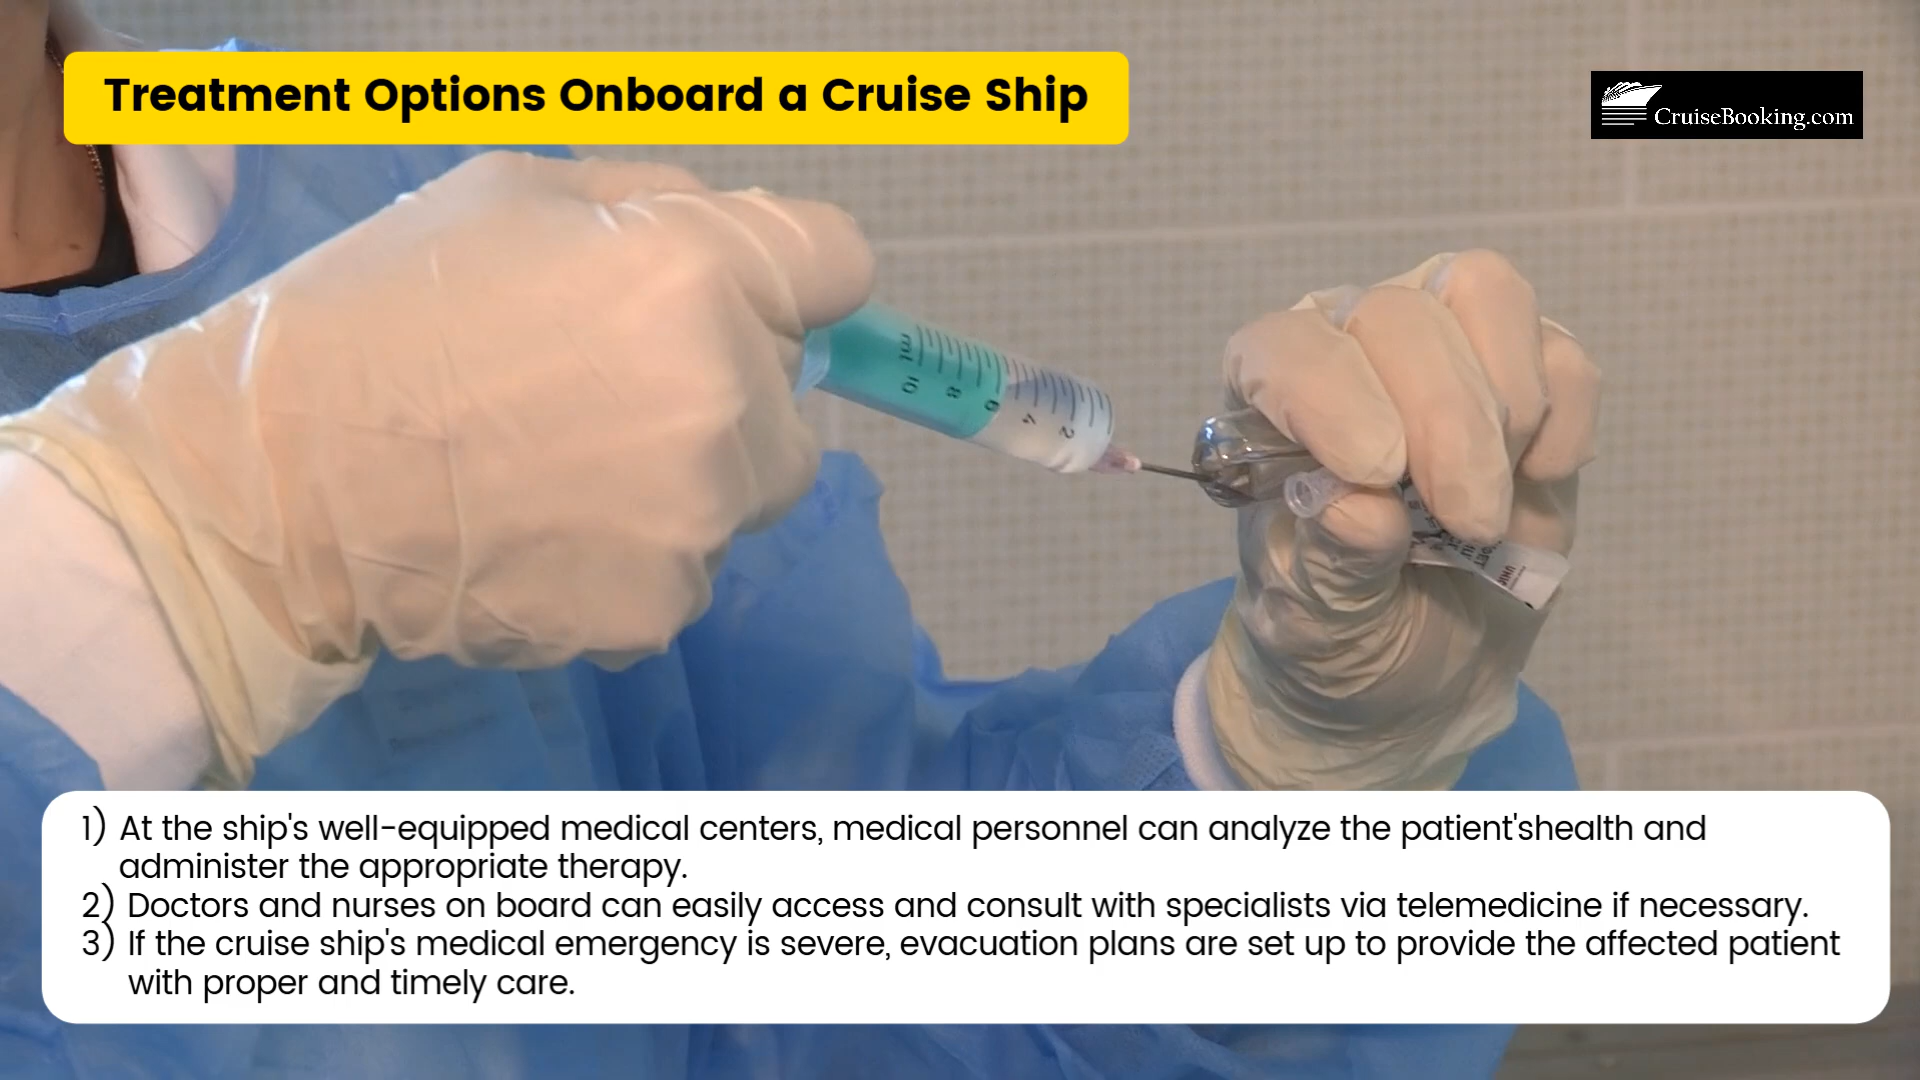 Treatment Options Onboard a Cruise Ship
CruiseBooking.com
ml 10 8 6 4 2
1) At the ship's well-equipped medical centers, medical personnel can analyze the patient'shealth and
administer the appropriate therapy.
2) Doctors and nurses on board can easily access and consult with specialists via telemedicine if necessary.
3) If the cruise ship's medical emergency is severe, evacuation plans are set up to provide the affected patient
with proper and timely care.